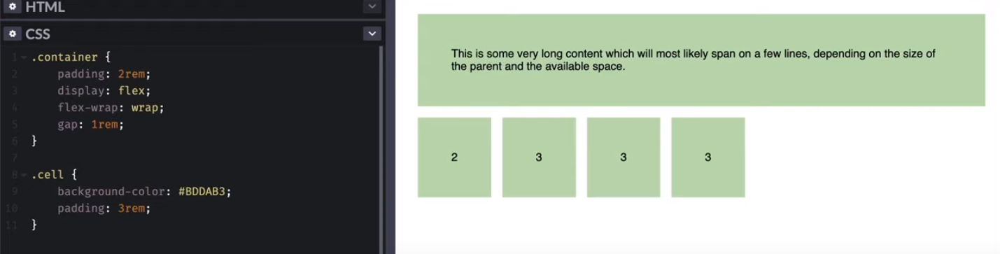 HTML
CSS
1 .container {
2 padding: 2rem;
3 display: flex;
4 flex-wrap: wrap;
5 gap: 1rem;
6 }
7
8 .cell {
9 background-color: #BDDAB3;
10 padding: 3rem;
11 }
This is some very long content which will most likely span on a few lines, depending on the size of
the parent and the available space.
2 3 3 3